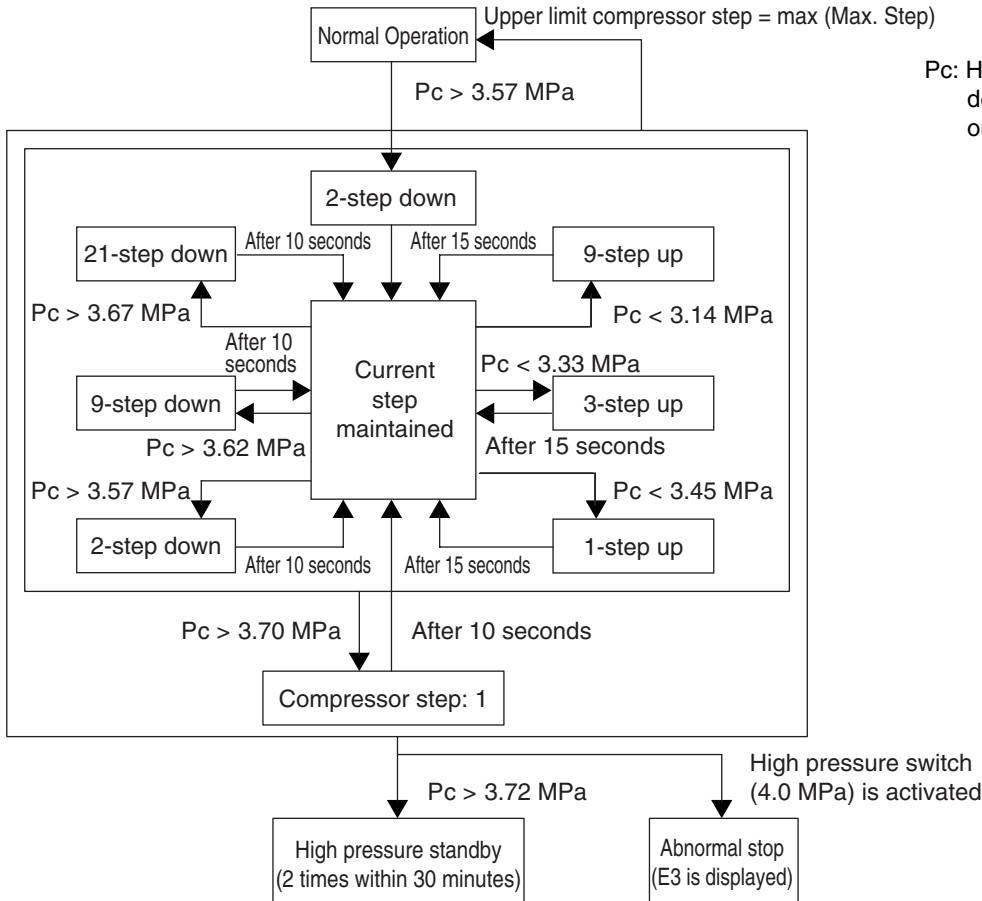 Upper limit compressor step = max (Max. Step)
Normal Operation
Pc: H
Pc > 3.57 MPa
2-step down
After 10 seconds
After 15 seconds
21-step down
9-step up
Pc > 3.67 MPa
Pc < 3.14 MPa
After 10
seconds
Pc < 3.33 MPa
Current
step
maintained
9-step down
3-step up
Pc > 3.62 MPa
After 15 seconds
Pc > 3.57 MPa
Pc < 3.45 MPa
2-step down
1-step up
After 10 seconds
After 15 seconds
Pc > 3.70 MPa
After 10 seconds
Compressor step: 1
Pc > 3.72 MPa
High pressure switch
(4.0 MPa) is activated
High pressure standby
(2 times within 30 minutes)
Abnormal stop
(E3 is displayed)